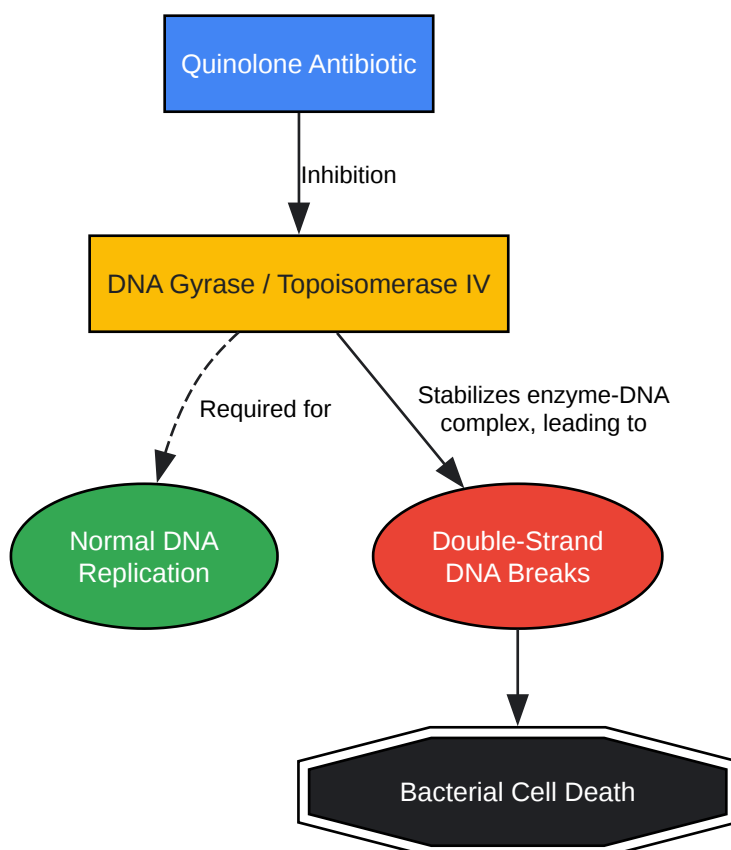 Quinolone Antibiotic
Inhibition
DNA Gyrase / Topoisomerase IV
Required for
Stabilizes enzyme-DNA
complex, leading to
Normal DNA
Replication
Double-Strand
DNA Breaks
Bacterial Cell Death